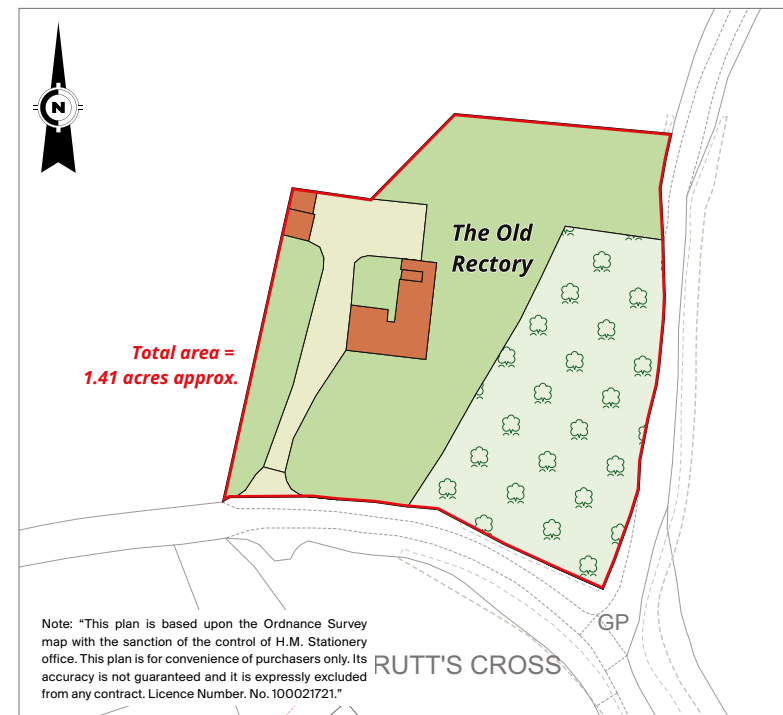 N
The Old
Rectory
Total area =
1.41 acres approx.
Note: “This plan is based upon the Ordnance Survey
map with the sanction of the control of H.M. Stationery
office. This plan is for convenience of purchasers only. Its
accuracy is not guaranteed and it is expressly excluded
from any contract. Licence Number. No. 100021721.”
GP
RUTT'S CROSS